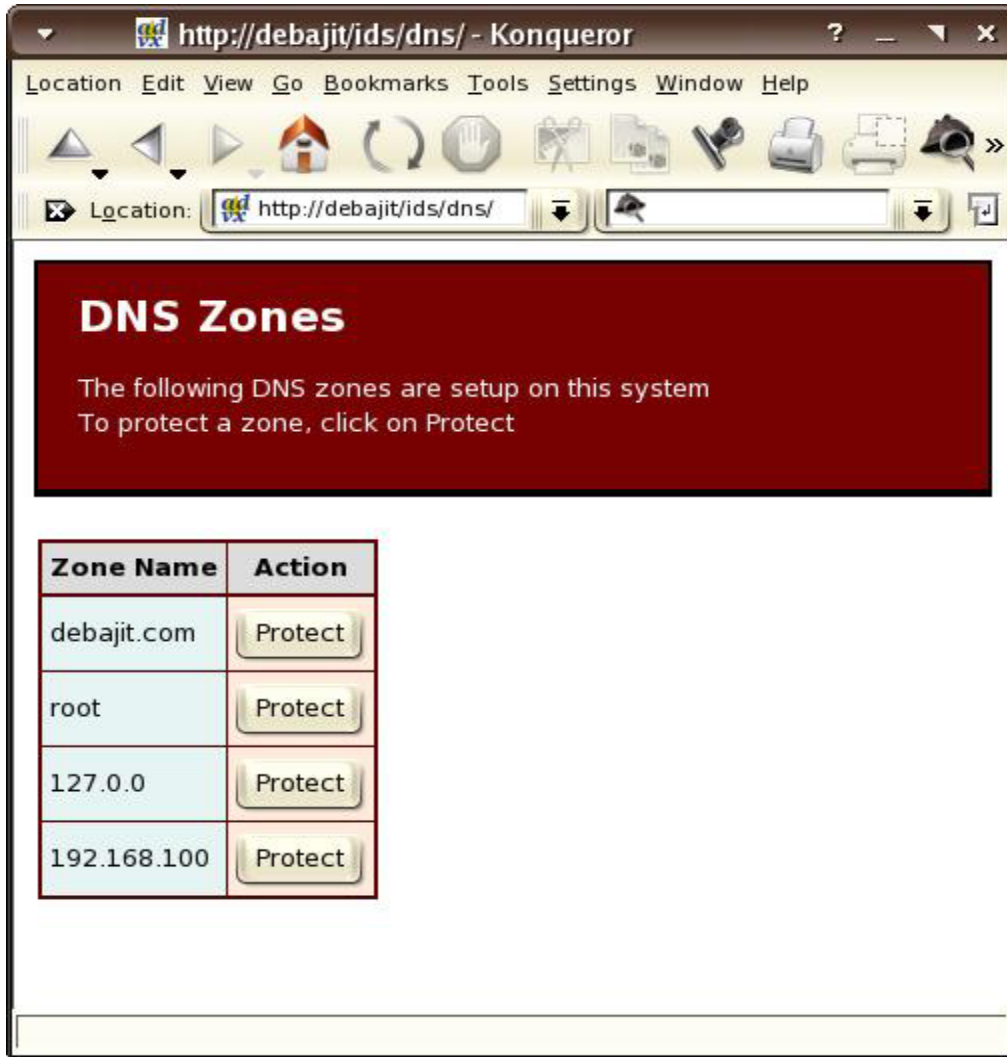 http://debajit/ids/dns/ - Konqueror
Location Edit View Go Bookmarks Tools Settings Window Help
Location: http://debajit/ids/dns/
DNS Zones
The following DNS zones are setup on this system
To protect a zone, click on Protect
Zone Name Action
debajit.com Protect
root Protect
127.0.0 Protect
192.168.100 Protect